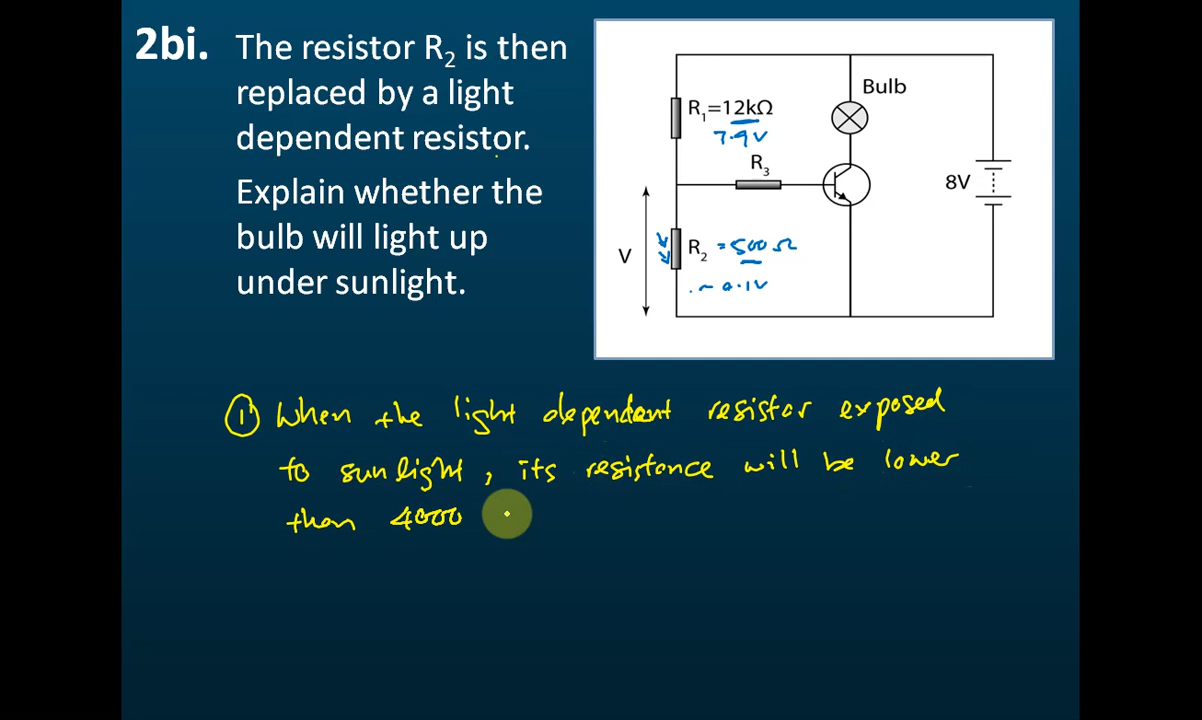 2bi. The resistor R₂ is then
replaced by a light
dependent resistor.
Explain whether the
bulb will light up
under sunlight.
Bulb
R₁=12kΩ
7.9V
R₃
8V
R₂ = 500 Ω
V
~ 0.1V
① When the light dependent resistor exposed
to sunlight, its resistance will be lower
than 4000